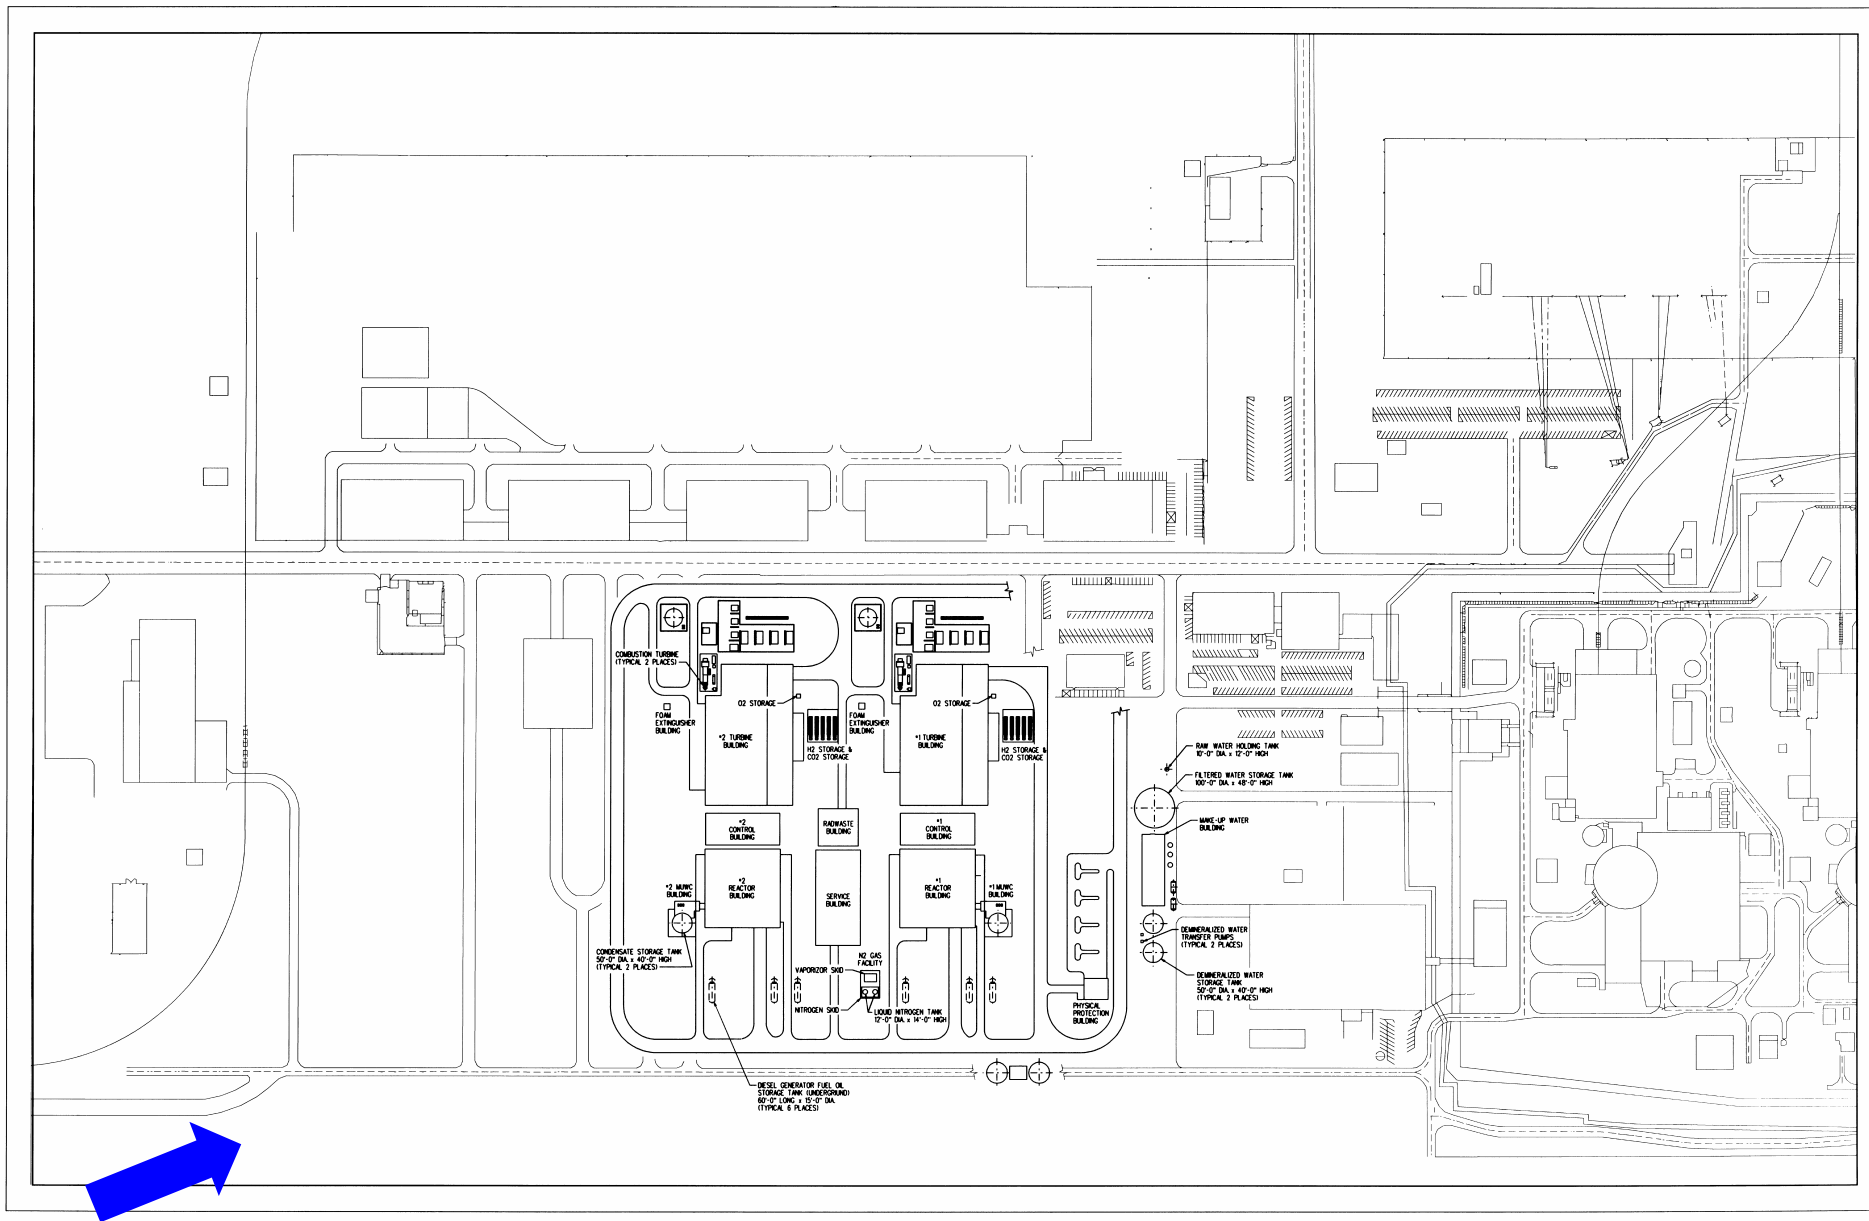 COMBUSTION TURBINE
(TYPICAL 2 PLACES)
O2 STORAGE
O2 STORAGE
FOAM
EXTINGUISHER
BUILDING
FOAM
EXTINGUISHER
BUILDING
*2 TURBINE
BUILDING
*1 TURBINE
BUILDING
H2 STORAGE &
CO2 STORAGE
H2 STORAGE &
CO2 STORAGE
RAW WATER HOLDING TANK
10'-0" DIA. x 12'-0" HIGH
FILTERED WATER STORAGE TANK
100'-0" DIA. x 48'-0" HIGH
MAKE-UP WATER
BUILDING
*2
CONTROL
BUILDING
RADWASTE
BUILDING
*1
CONTROL
BUILDING
*2 MUWC
BUILDING
*2
REACTOR
BUILDING
SERVICE
BUILDING
*1
REACTOR
BUILDING
*1 MUWC
BUILDING
CONDENSATE STORAGE TANK
50'-0" DIA. x 40'-0" HIGH
(TYPICAL 2 PLACES)
N2 GAS
FACILITY
VAPORIZOR SKID
NITROGEN SKID
LIQUID NITROGEN TANK
12'-0" DIA. x 14'-0" HIGH
DEMINERALIZED WATER
TRANSFER PUMPS
(TYPICAL 2 PLACES)
DEMINERALIZED WATER
STORAGE TANK
50'-0" DIA. x 40'-0" HIGH
(TYPICAL 2 PLACES)
PHYSICAL
PROTECTION
BUILDING
DIESEL GENERATOR FUEL OIL
STORAGE TANK (UNDERGRIUND)
60'-0" LONG x 15'-0" DIA.
(TYPICAL 6 PLACES)